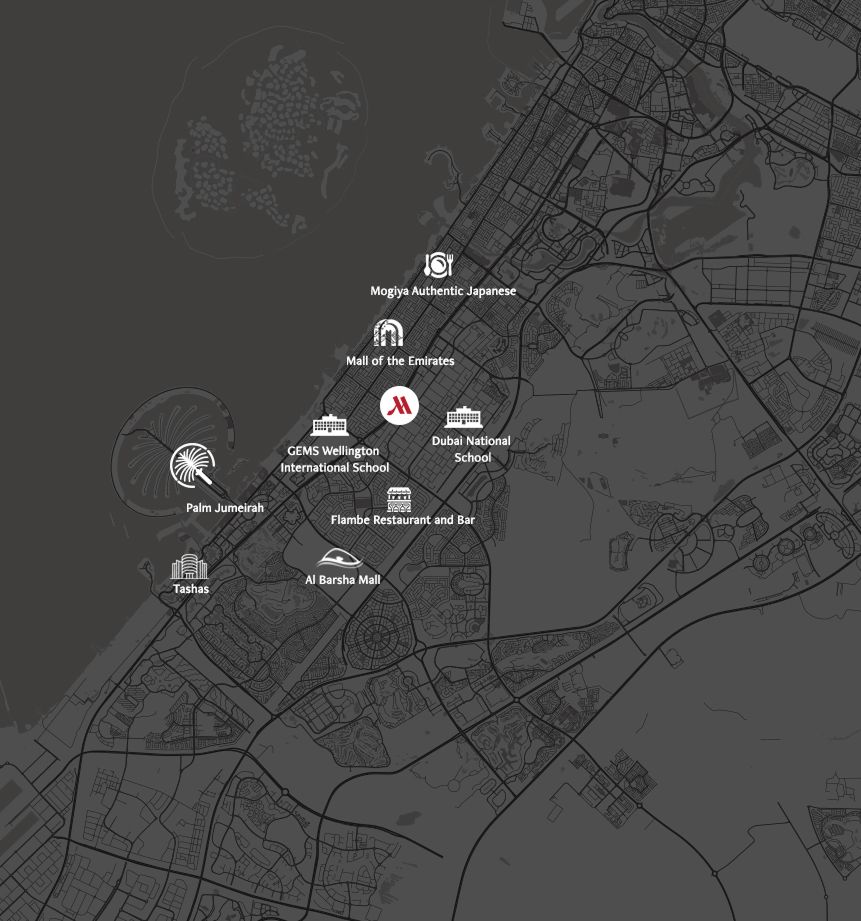 Mogiya Authentic Japanese
Mall of the Emirates
Dubai National
School
GEMS Wellington
International School
Palm Jumeirah
Flambe Restaurant and Bar
Al Barsha Mall
Tashas